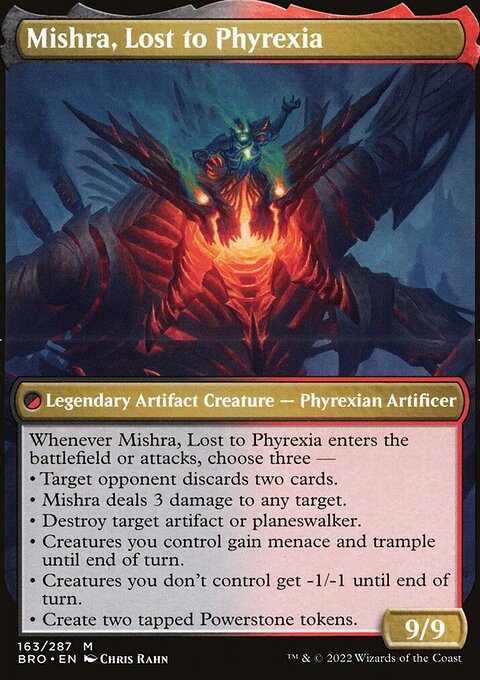 Mishra, Lost to Phyrexia
Legendary Artifact Creature — Phyrexian Artificer
Whenever Mishra, Lost to Phyrexia enters the
battlefield or attacks, choose three —
• Target opponent discards two cards.
• Mishra deals 3 damage to any target.
• Destroy target artifact or planeswalker.
• Creatures you control gain menace and trample
until end of turn.
• Creatures you don't control get -1/-1 until end of
turn.
• Create two tapped Powerstone tokens.
9/9
163/287 M
BRO • EN Chris Rahn
™ & © 2022 Wizards of the Coast